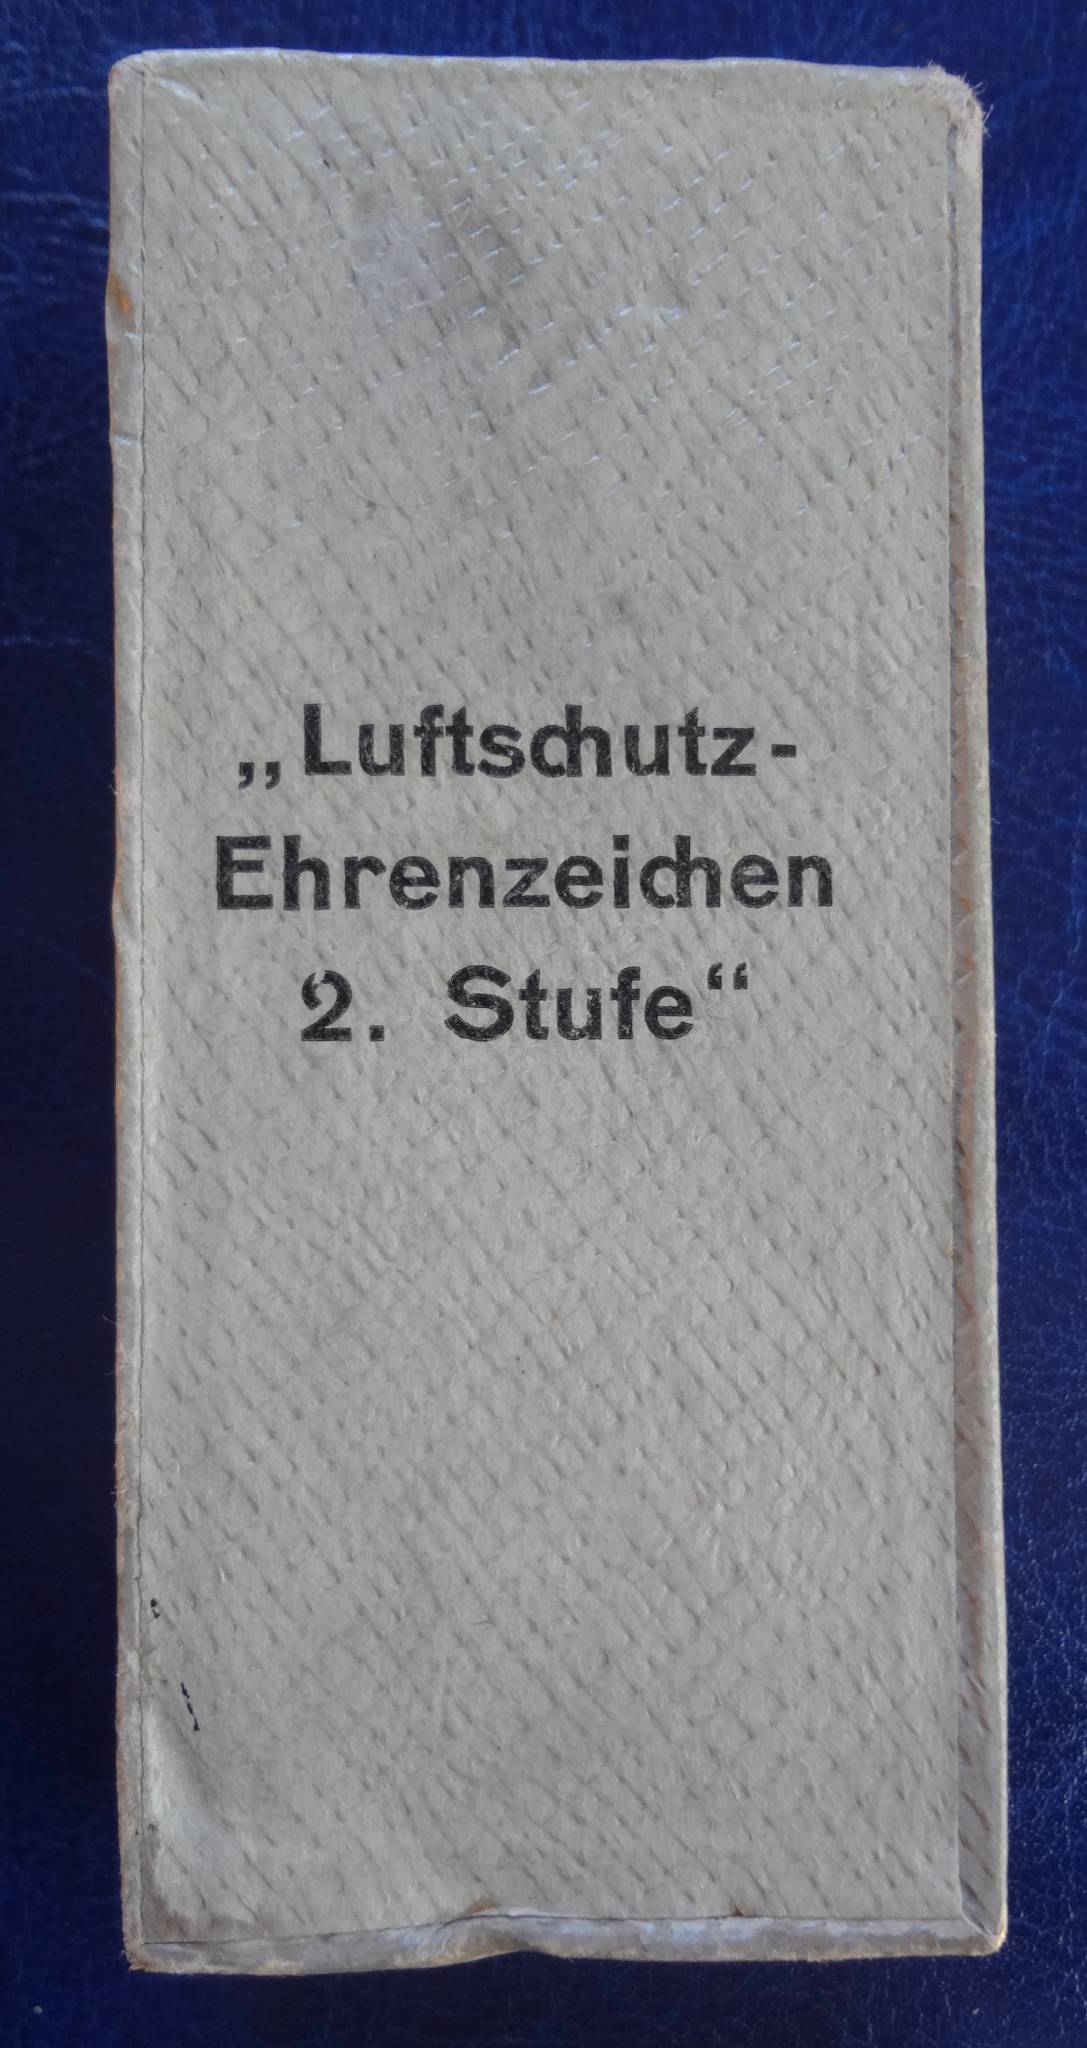 „Luftschutz-
Ehrenzeichen
2. Stufe“